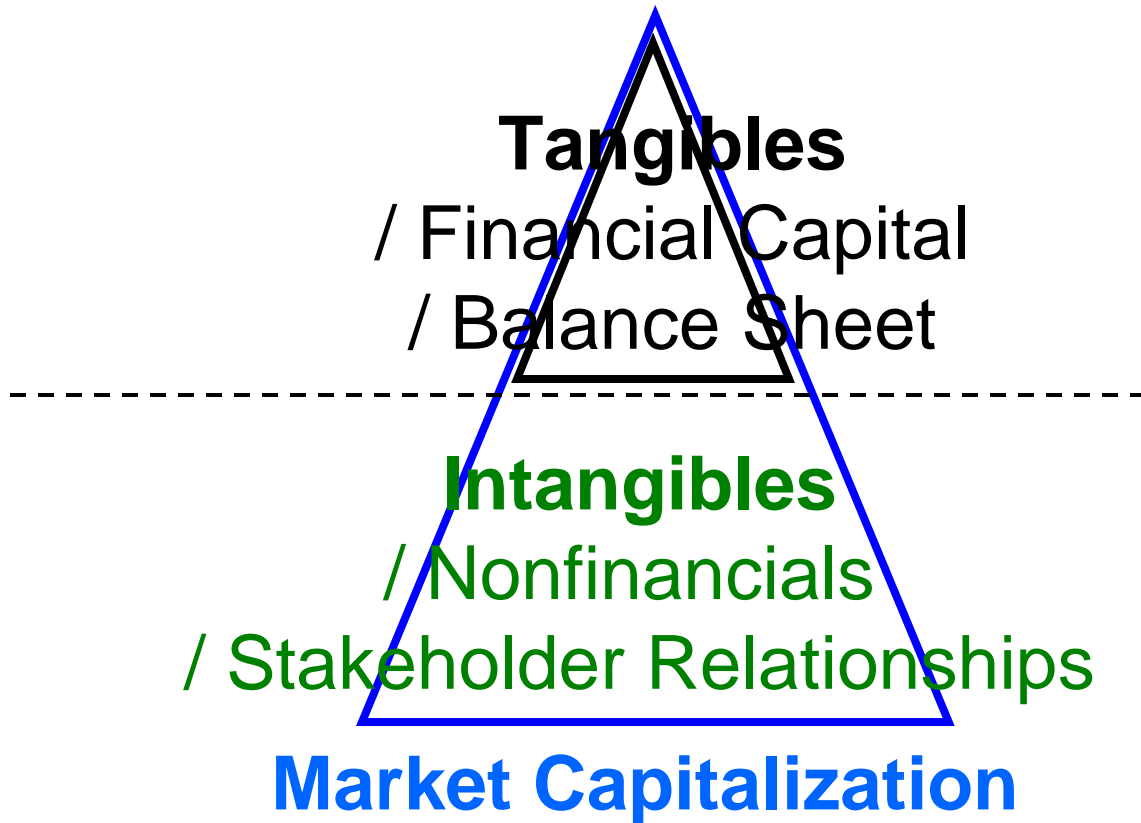 Tangibles
/ Financial Capital
/ Balance Sheet
Intangibles
/ Nonfinancials
/ Stakeholder Relationships
Market Capitalization